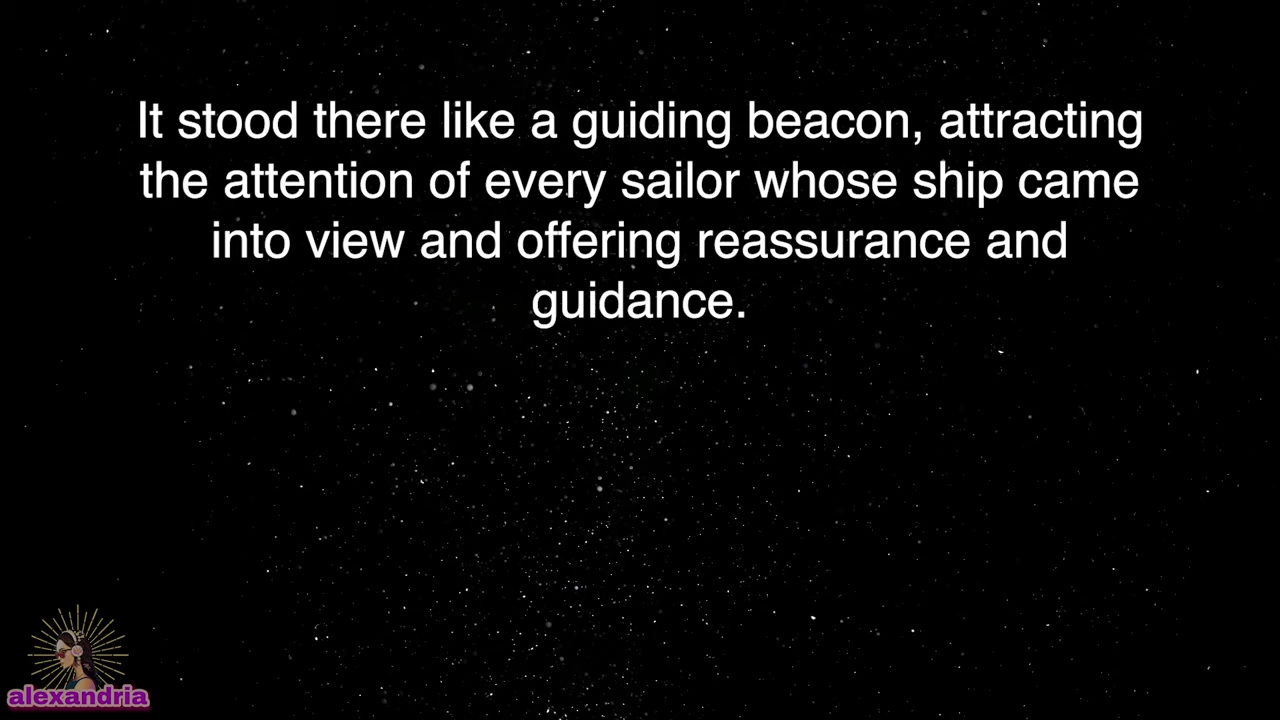 It stood there like a guiding beacon, attracting
the attention of every sailor whose ship came
into view and offering reassurance and
guidance.
alexandria